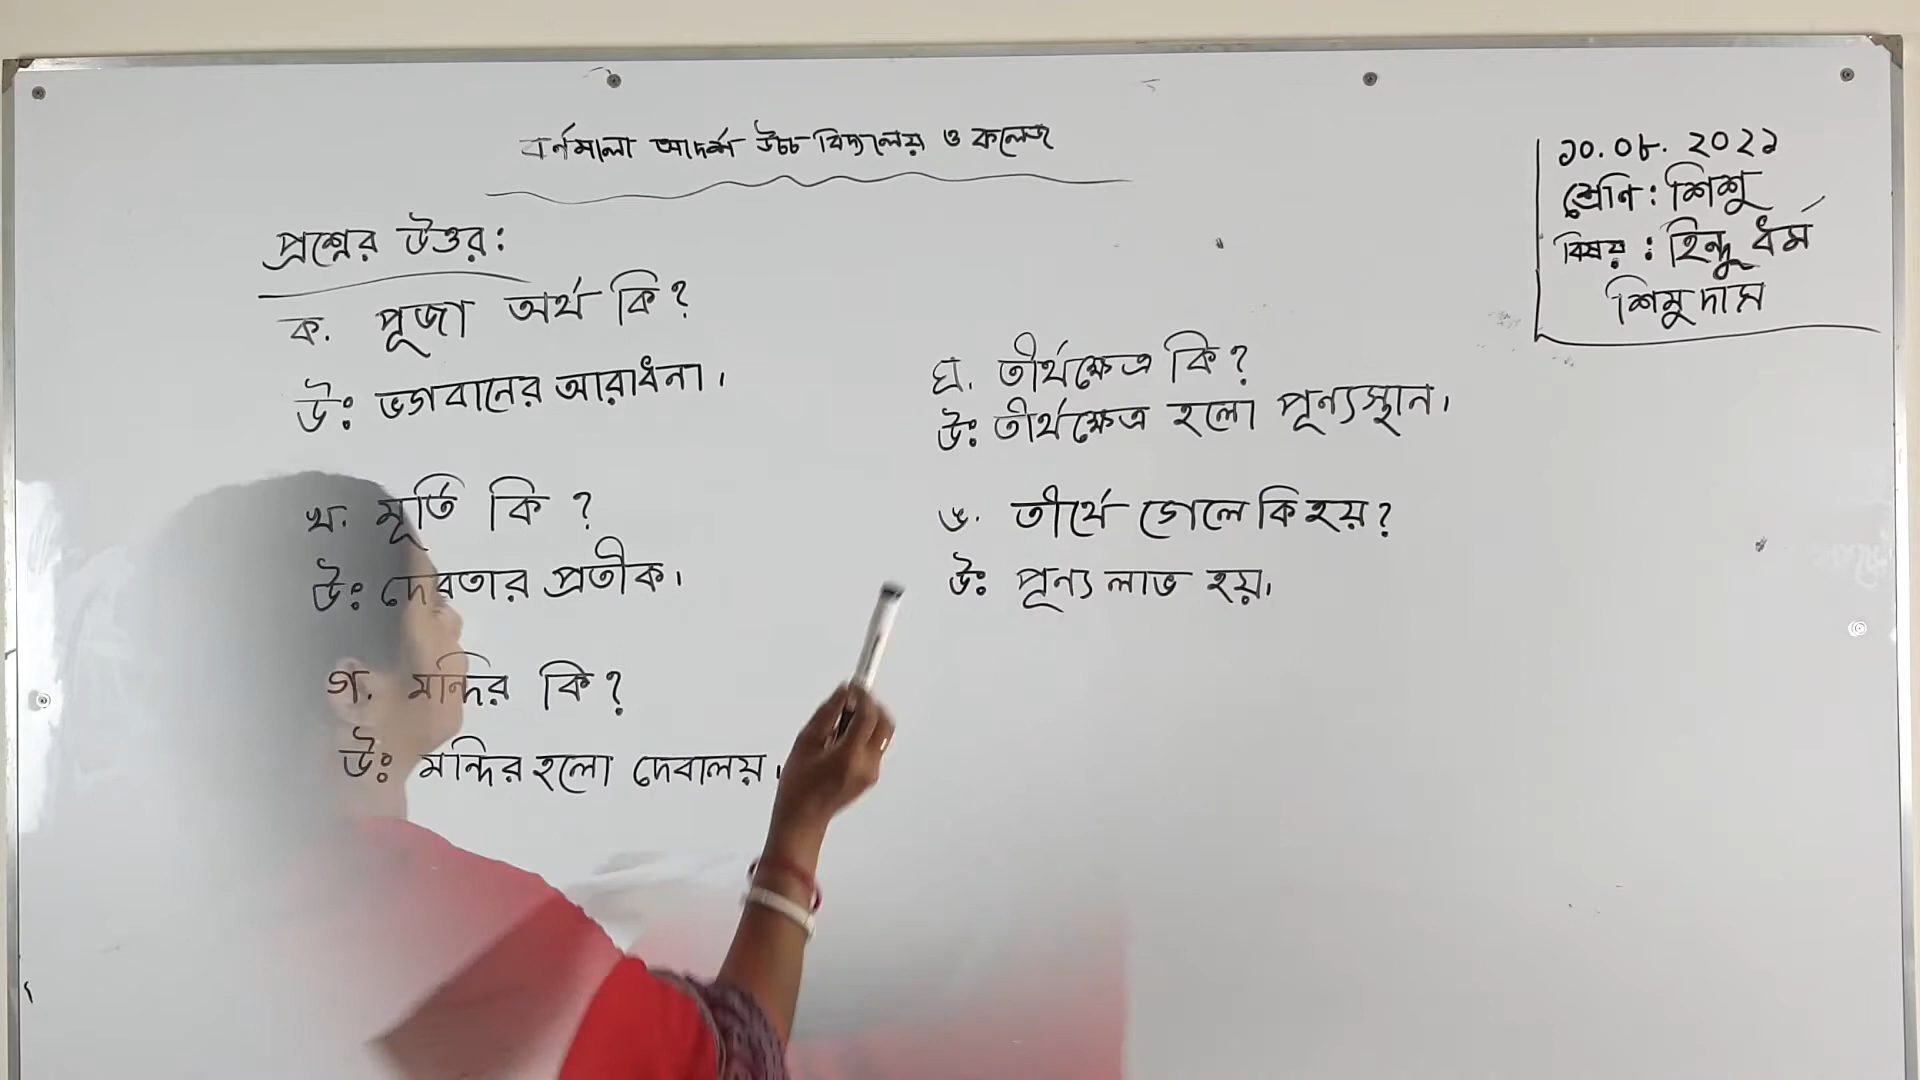 বর্ণমালা আদর্শ উচ্চ বিদ্যালয় ও কলেজ
১০.০৮. ২০২১
শ্রেণি : শিশু
বিষয় : হিন্দু ধর্ম
শিমু দাস
প্রশ্নের উত্তর :
ক. পূজা অর্থ কি ?
উঃ ভগবানের আরাধনা ।
খ. মূর্তি কি ?
উঃ দেবতার প্রতীক ।
গ. মন্দির কি ?
উঃ মন্দির হলো দেবালয় ।
ঘ. তীর্থক্ষেত্র কি ?
উঃ তীর্থক্ষেত্র হলো পূন্যস্থান ।
ঙ. তীর্থে গেলে কি হয় ?
উঃ পূন্য লাভ হয় ।